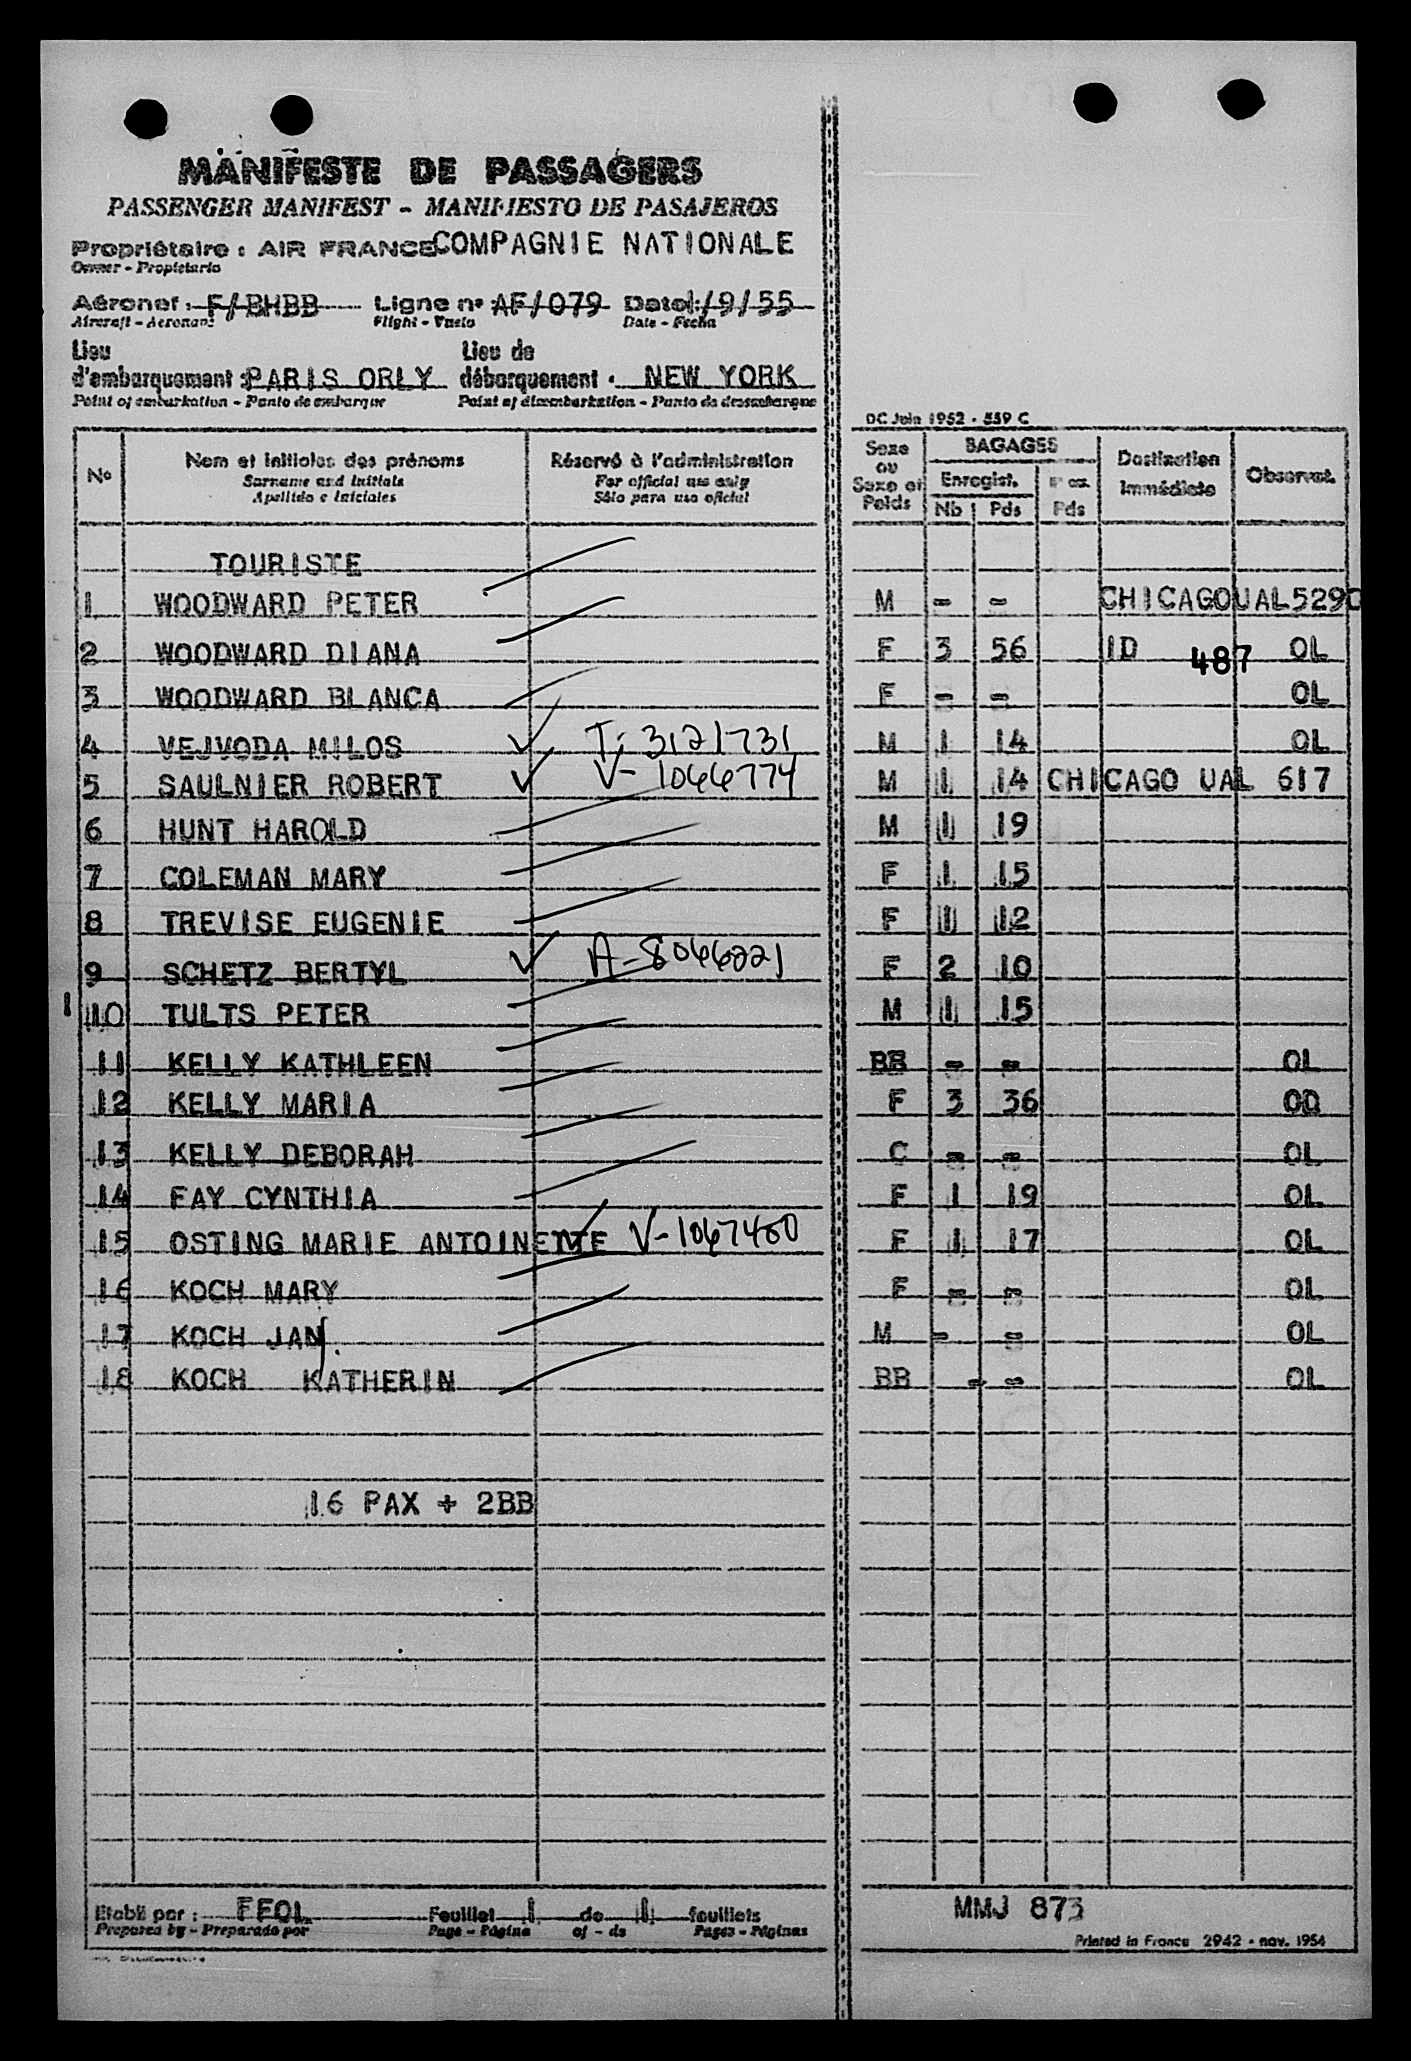 MANIFESTE DE PASSAGERS
PASSENGER MANIFEST - MANIFIESTO DE PASAJEROS
Propriétaire : AIR FRANCE COMPAGNIE NATIONALE
Owner - Propietario
Aéronef : F/BHBB Ligne nº AF/079 Date : 1/9/55
Aircraft - Aeronave Flight - Vuelo Date - Fecha
Lieu d'embarquement : PARIS ORLY Lieu de débarquement : NEW YORK
Point of embarkation - Punto de embarque Point of disembarkation - Punto de desembarque
DC Juin 1952 - 559 C
Nº Nom et initiales des prénoms Réservé à l'administration Sexe ou Sexe et Poids BAGAGES Destination immédiate Observat.
Surname and initials For official use only Enregist.
Apellido e iniciales Sólo para uso oficial Nb Pds Pds
TOURISTE
1 WOODWARD PETER M - - CHICAGO UAL529C
2 WOODWARD DIANA F 3 56 ID 487 OL
3 WOODWARD BLANCA F - - OL
4 VEJVODA MILOS T- 3121731 M 1 14 OL
5 SAULNIER ROBERT V- 1066774 M 1 14 CHICAGO UAL 617
6 HUNT HAROLD M 1 19
7 COLEMAN MARY F 1 15
8 TREVISE EUGENIE F 1 12
9 SCHETZ BERTYL A-8066221 F 2 10
1 10 TULTS PETER M 1 15
11 KELLY KATHLEEN BB - - OL
12 KELLY MARIA F 3 36 OO
13 KELLY DEBORAH C - - OL
14 FAY CYNTHIA F 1 19 OL
15 OSTING MARIE ANTOINETTE V-1067460 F 1 17 OL
16 KOCH MARY F - - OL
17 KOCH JAN M - - OL
18 KOCH KATHERIN BB - - OL
16 PAX + 2BB
Etabli par : FFOL Feuillet 1 de 1 feuillets MMJ 873
Prepared by - Preparado por Page - Página of - de Pages - Páginas
Printed in France 2942 - nov. 1954